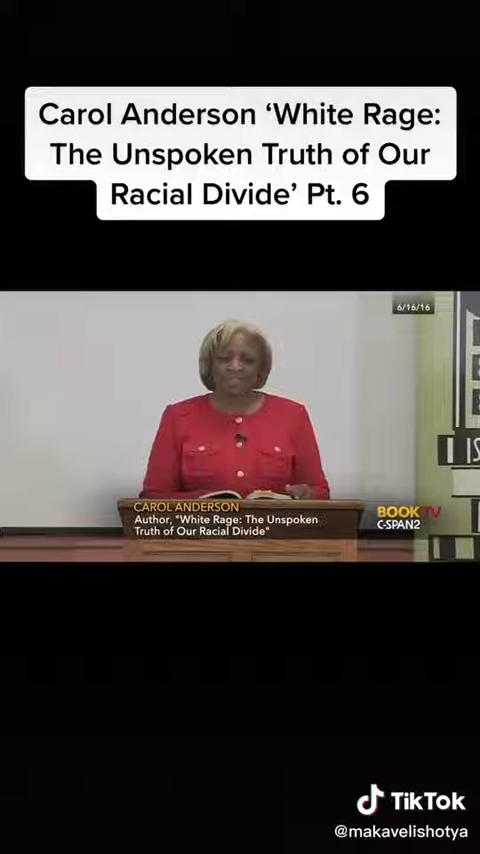 Carol Anderson ‘White Rage:
The Unspoken Truth of Our
Racial Divide’ Pt. 6
6/16/16
CAROL ANDERSON
Author, "White Rage: The Unspoken
Truth of Our Racial Divide"
BOOK TV
C-SPAN2
TikTok
@makavelishotya